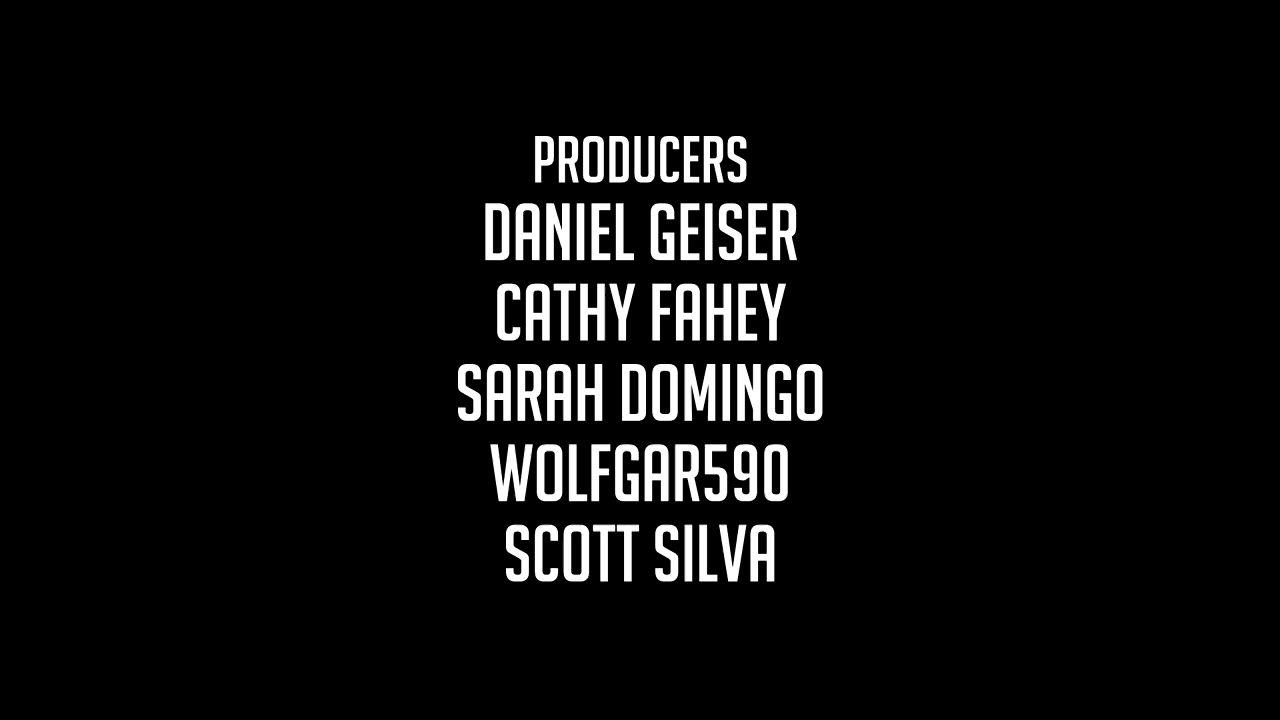 PRODUCERS
DANIEL GEISER
CATHY FAHEY
SARAH DOMINGO
WOLFGAR590
SCOTT SILVA